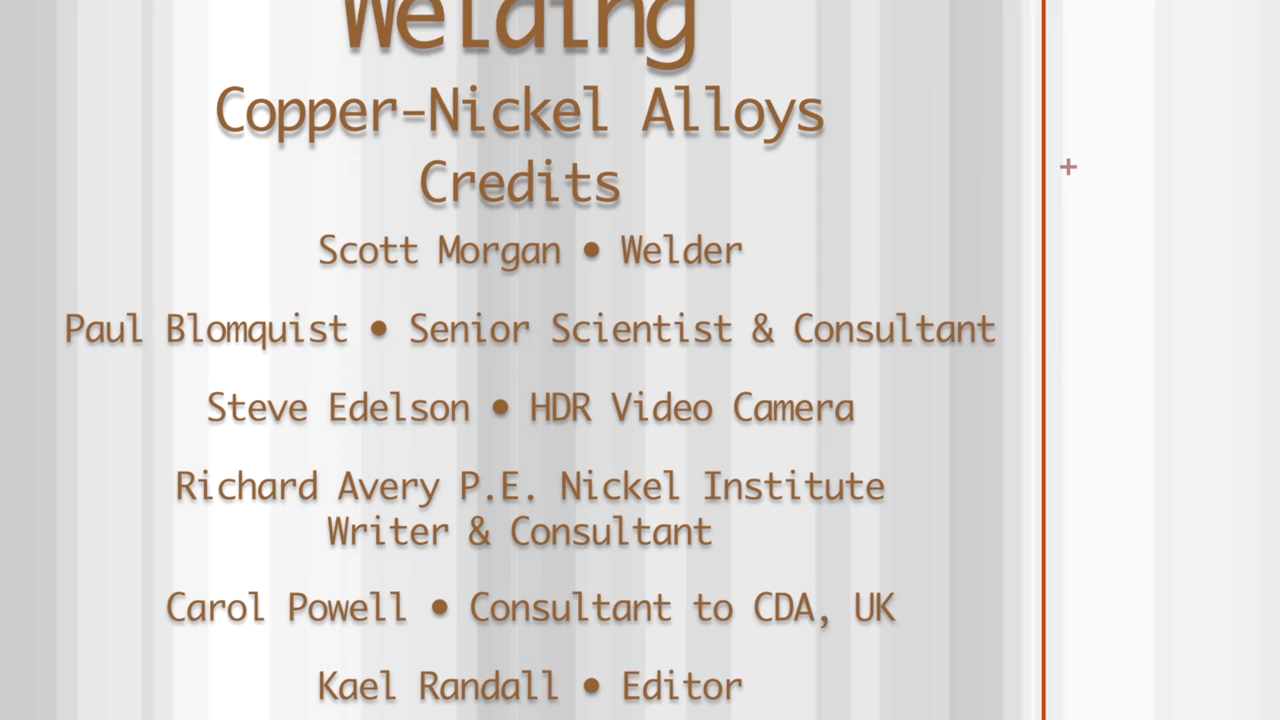 Welding
Copper-Nickel Alloys
Credits
Scott Morgan • Welder
Paul Blomquist • Senior Scientist & Consultant
Steve Edelson • HDR Video Camera
Richard Avery P.E. Nickel Institute
Writer & Consultant
Carol Powell • Consultant to CDA, UK
Kael Randall • Editor
+